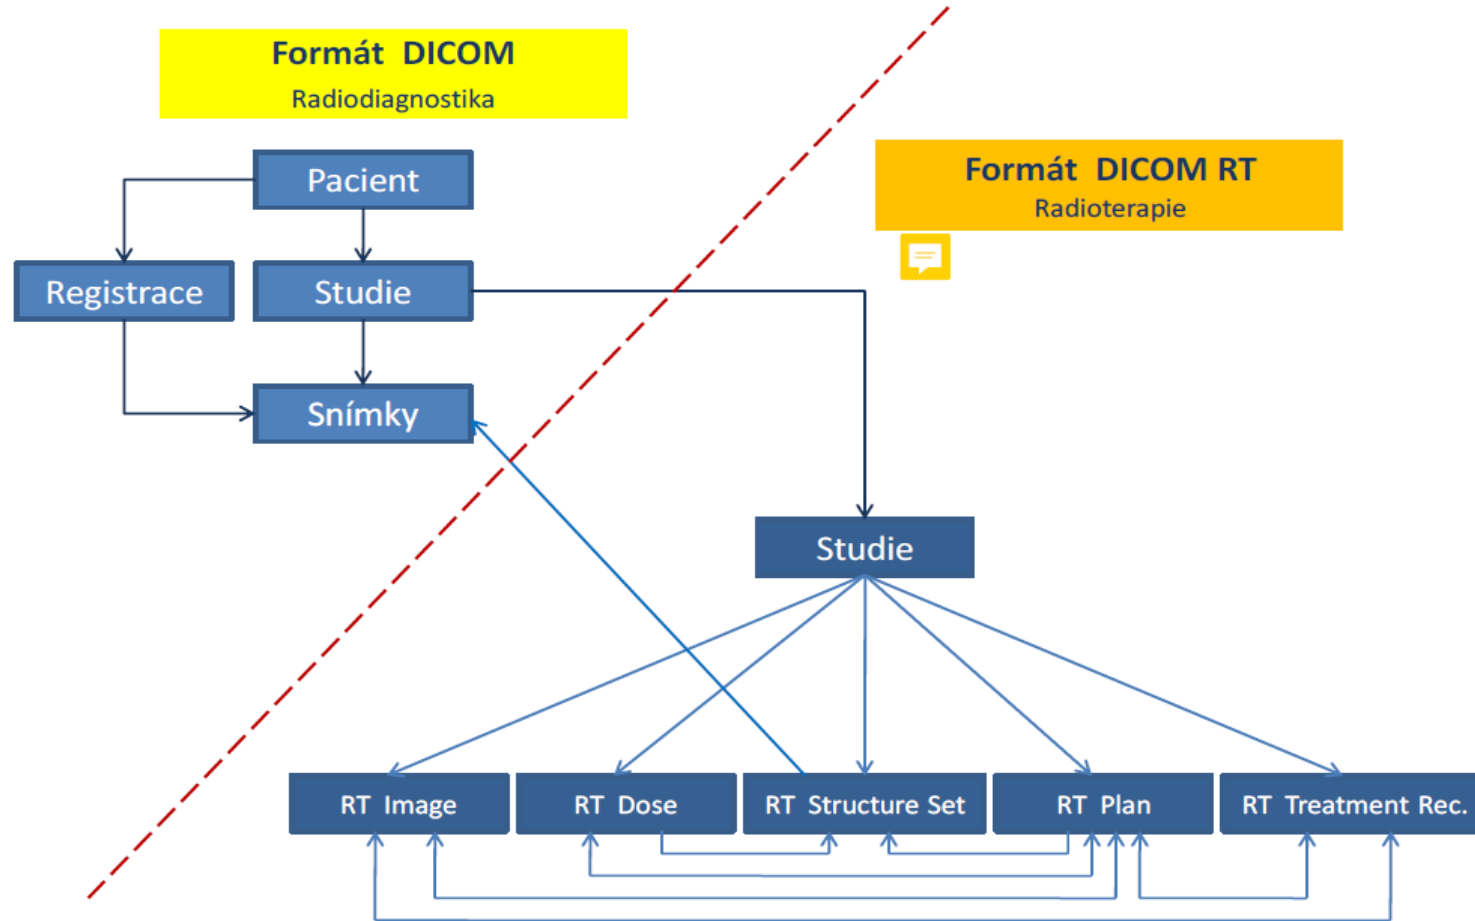 Formát DICOM
Radiodiagnostika
Formát DICOM RT
Radioterapie
Pacient
Registrace
Studie
Snímky
Studie
RT Image
RT Dose
RT Structure Set
RT Plan
RT Treatment Rec.